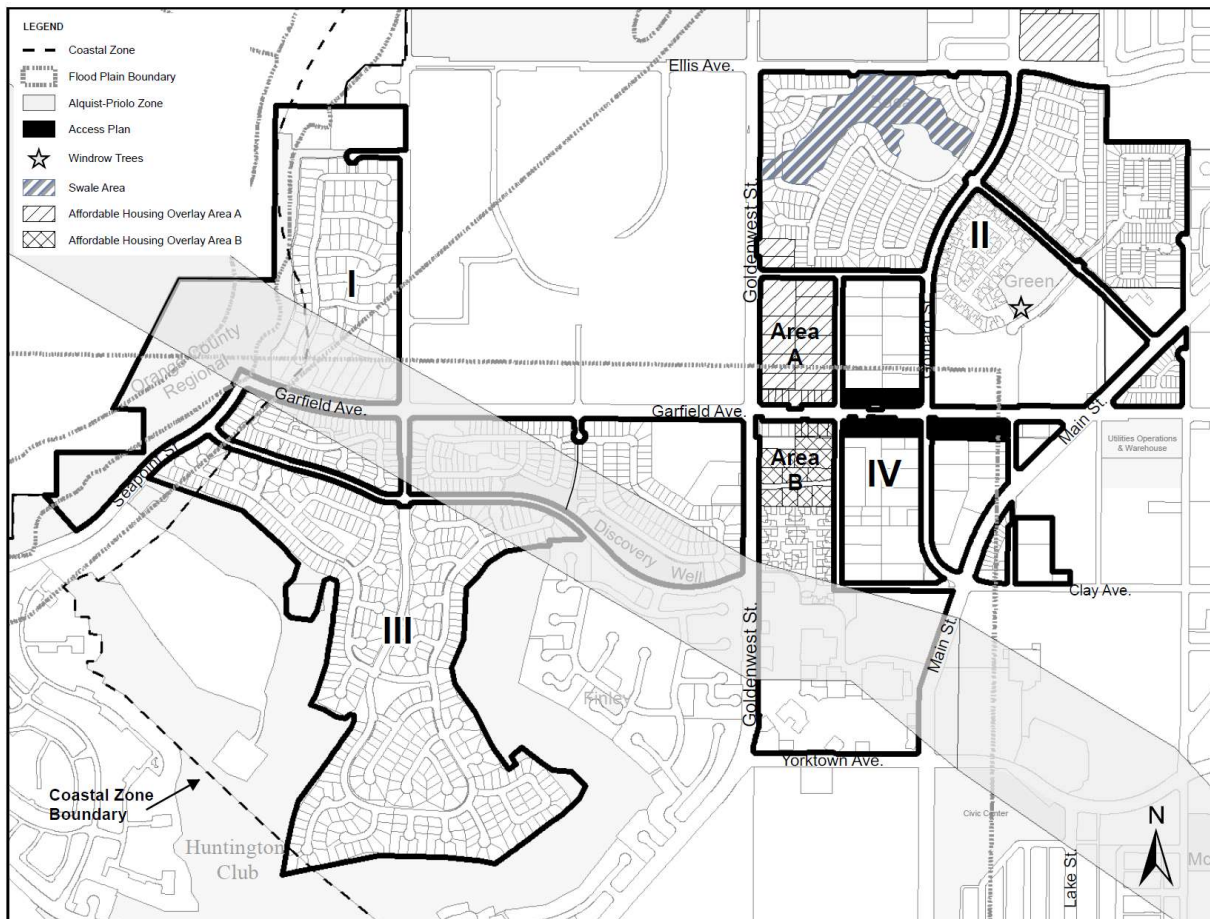 LEGEND
Coastal Zone
Flood Plain Boundary
Alquist-Priolo Zone
Access Plan
Windrow Trees
Swale Area
Affordable Housing Overlay Area A
Affordable Housing Overlay Area B
Ellis Ave.
Goldenwest St.
I
II
Green
Area
A
Orange County
Regional
Garfield Ave.
Garfield Ave.
Main St.
Utilities Operations
& Warehouse
Seapoint St.
Area
B
IV
Discovery Well
Clay Ave.
III
Finley
Goldenwest St.
Main St.
Yorktown Ave.
Coastal Zone
Boundary
Civic Center
Huntington
Club
N
Lake St.